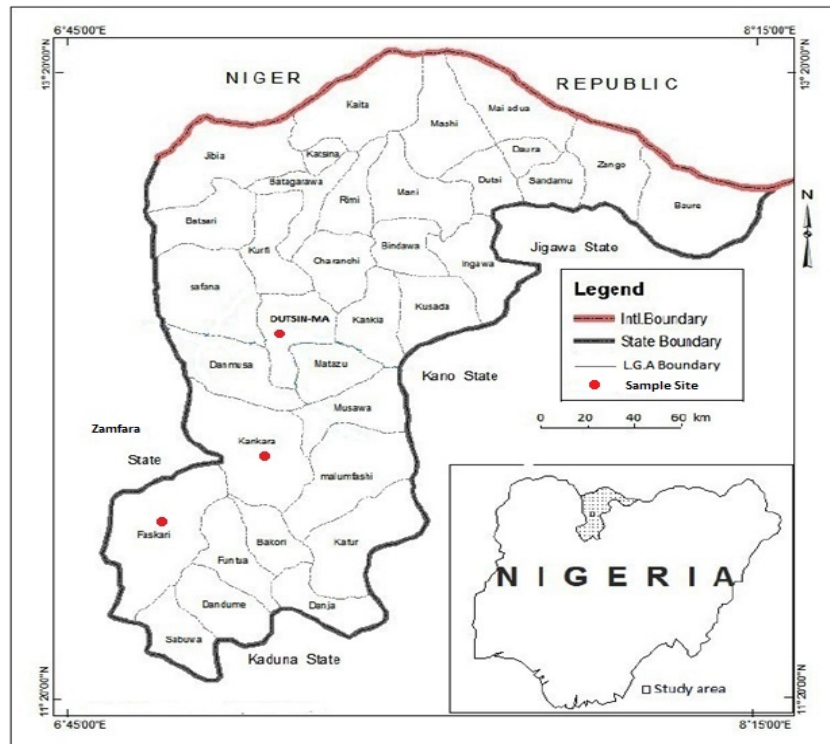 6°45'00"E
8°15'00"E
13°20'00"N
13°20'00"N
NIGER
REPUBLIC
Kaita
Mai adua
Mashi
Jibia
Katsina
Daura
Zango
Batagarawa
Dutsi
Sandamu
Rimi
Mani
Baure
N
Batsari
Kurfi
Bindawa
Jigawa State
Charanchi
Ingawa
safana
Kusada
DUTSIN-MA
Kankia
Danmusa
Matazu
Kano State
Musawa
Zamfara
State
Kankara
malumfashi
Faskari
Bakori
Kafur
Funtua
Dandume
Danja
Sabuwa
Kaduna State
Legend
Intl.Boundary
State Boundary
L.G.A Boundary
Sample Site
0 20 40 60 km
NIGERIA
Study area
11°20'00"N
11°20'00"N
6°45'00"E
8°15'00"E